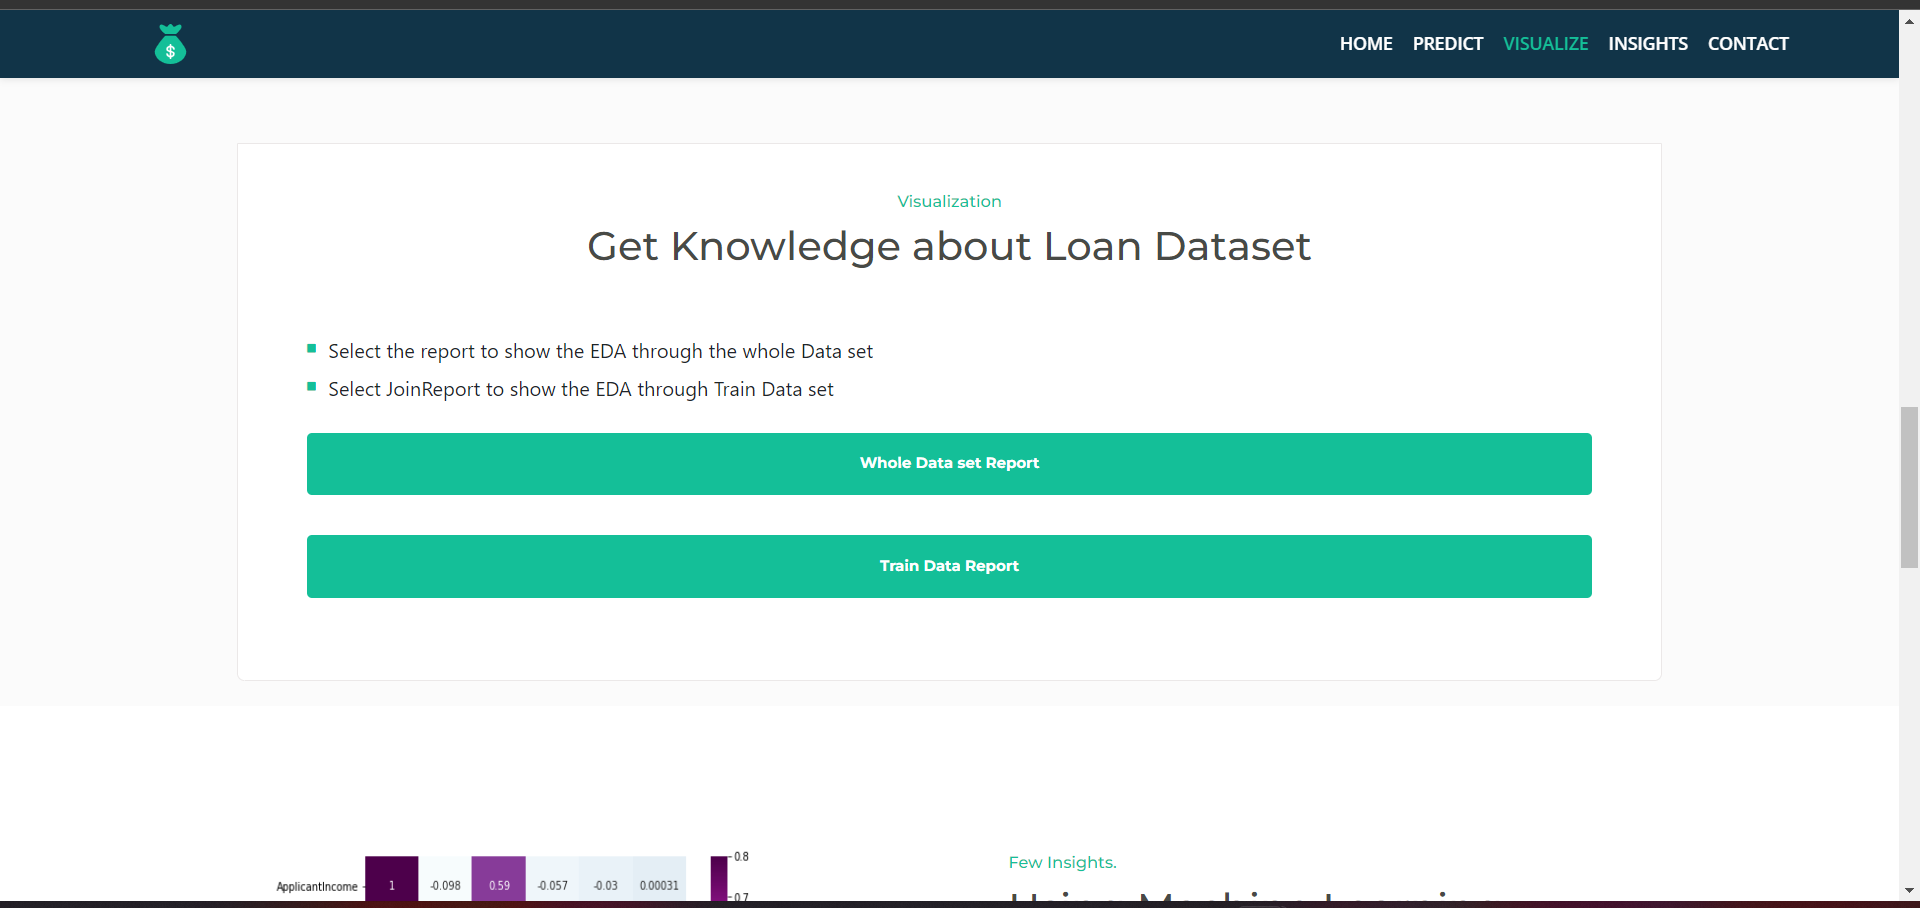 $
HOME PREDICT VISUALIZE INSIGHTS CONTACT
Visualization
Get Knowledge about Loan Dataset
Select the report to show the EDA through the whole Data set
Select JoinReport to show the EDA through Train Data set
Whole Data set Report
Train Data Report
ApplicantIncome 1 -0.098 0.59 -0.057 -0.03 0.00031
0.8
0.7
Few Insights.
Using Machine Learning